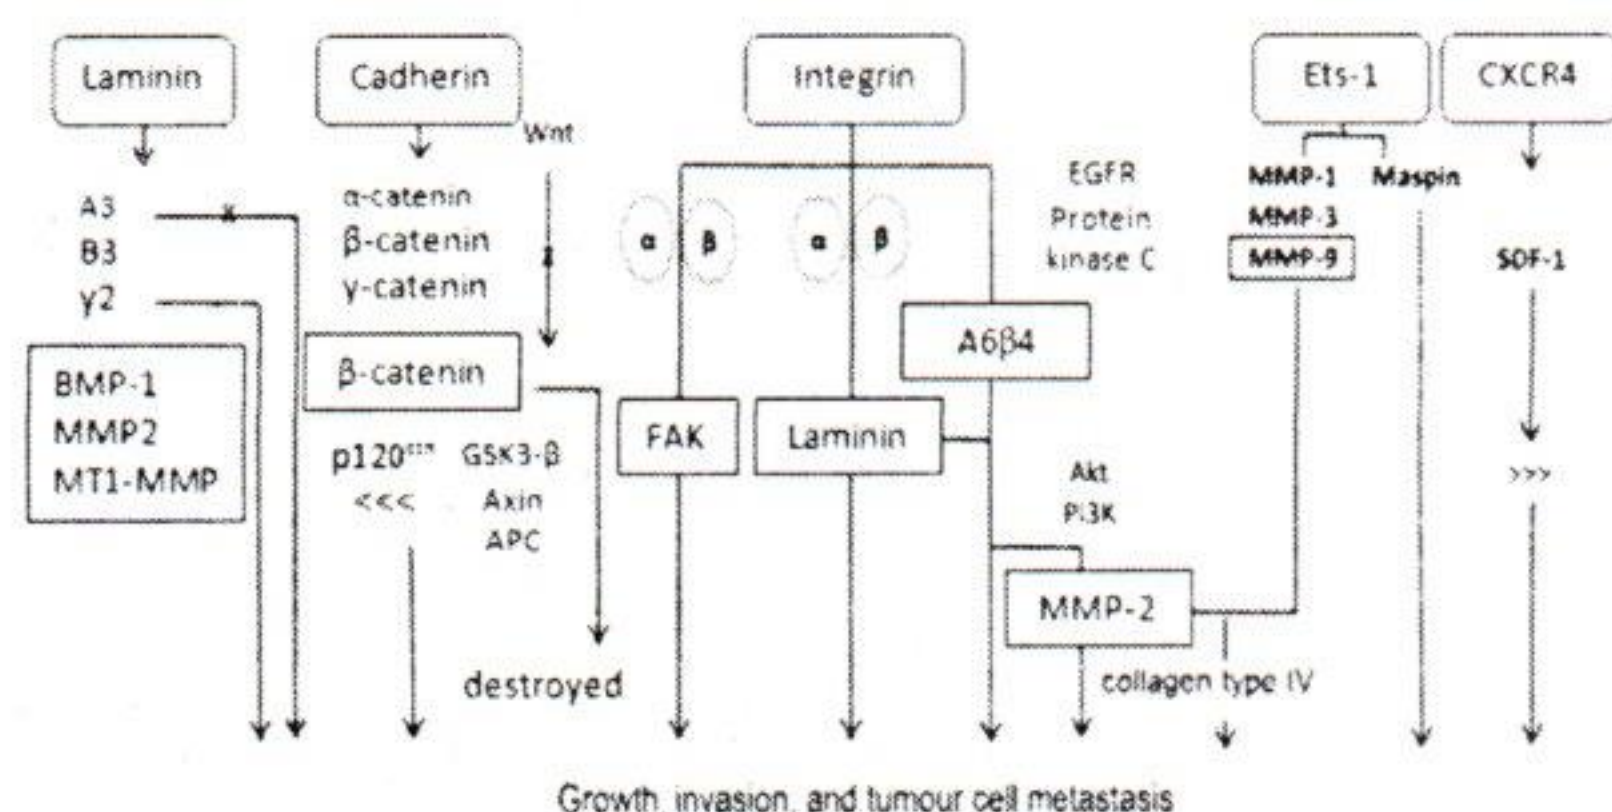 Laminin
Cadherin
Integrin
Ets-1
CXCR4
Wnt
A3
B3
γ2
x
BMP-1
MMP2
MT1-MMP
α-catenin
β-catenin
γ-catenin
β-catenin
p120
<<<
GSK3-β
Axin
APC
destroyed
α β
α β
FAK
Laminin
A6β4
EGFR
Protein
kinase C
Akt
PI3K
MMP-2
MMP-1
MMP-3
MMP-9
Maspin
collagen type IV
SDF-1
>>>
Growth, invasion, and tumour cell metastasis